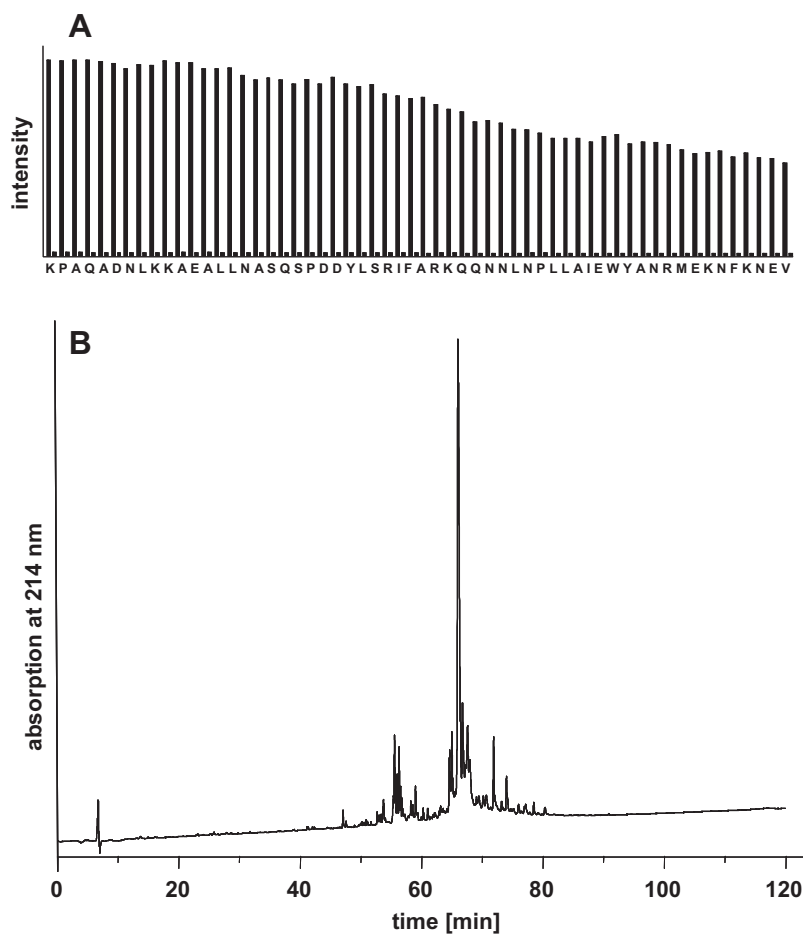 A
intensity
K P A Q A D N L K K A E A L L N A S Q S P D D Y L S R I F A R K Q Q N N L N P L L A I E W Y A N R M E K N F K N E V
B
absorption at 214 nm
0 20 40 60 80 100 120
time [min]